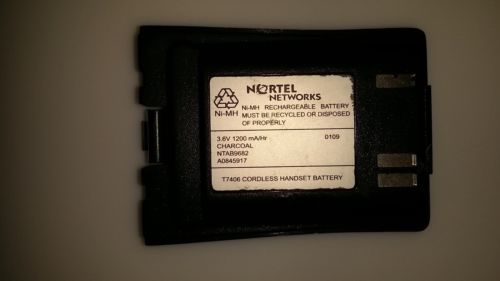 NORTEL
NETWORKS
Ni-MH RECHARGEABLE BATTERY
MUST BE RECYCLED OR DISPOSED
OF PROPERLY
Ni-MH
3.6V 1200 mA/Hr 0109
CHARCOAL
NTAB9682
A0845917
T7406 CORDLESS HANDSET BATTERY